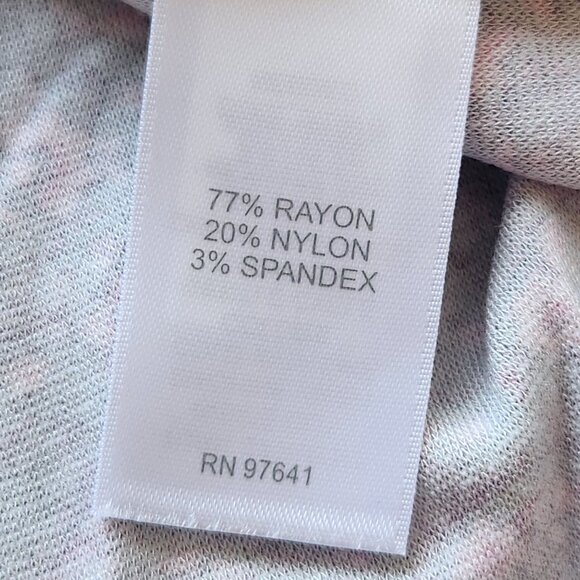 77% RAYON
20% NYLON
3% SPANDEX
RN 97641